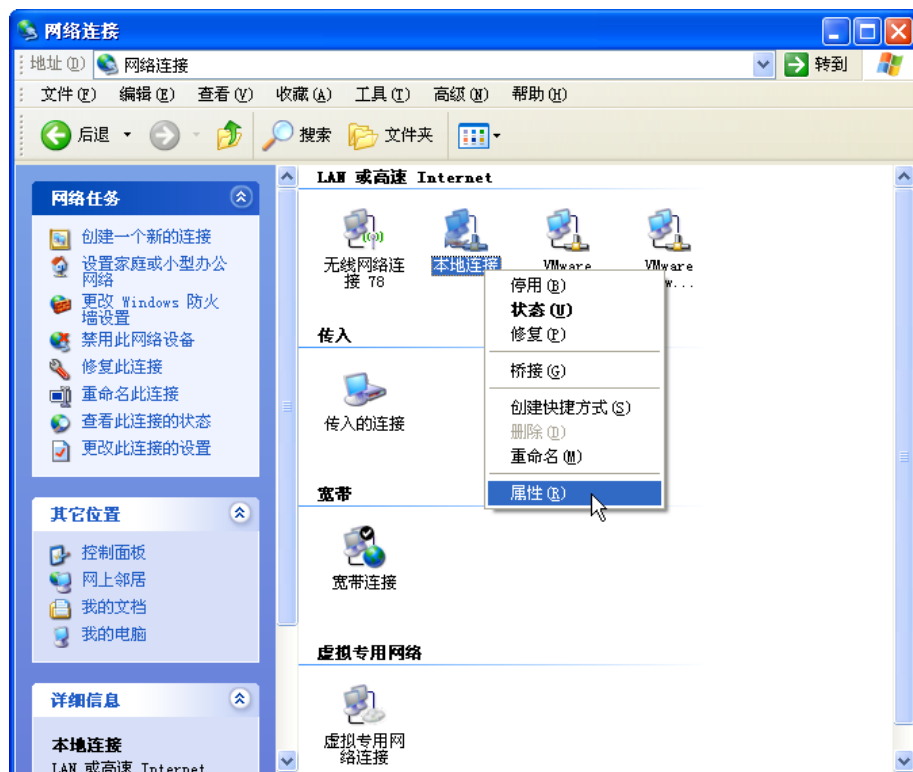 网络连接
地址(D) 网络连接 转到
文件(F) 编辑(E) 查看(V) 收藏(A) 工具(T) 高级(N) 帮助(H)
后退 搜索 文件夹
网络任务
创建一个新的连接
设置家庭或小型办公
网络
更改 Windows 防火
墙设置
禁用此网络设备
修复此连接
重命名此连接
查看此连接的状态
更改此连接的设置
其它位置
控制面板
网上邻居
我的文档
我的电脑
详细信息
本地连接
LAN 或高速 Internet
LAN 或高速 Internet
无线网络连
接 78
本地连接
VMware
VMware
w...
停用(B)
状态(U)
修复(P)
桥接(G)
创建快捷方式(S)
删除(D)
重命名(M)
属性(R)
传入
传入的连接
宽带
宽带连接
虚拟专用网络
虚拟专用网
络连接